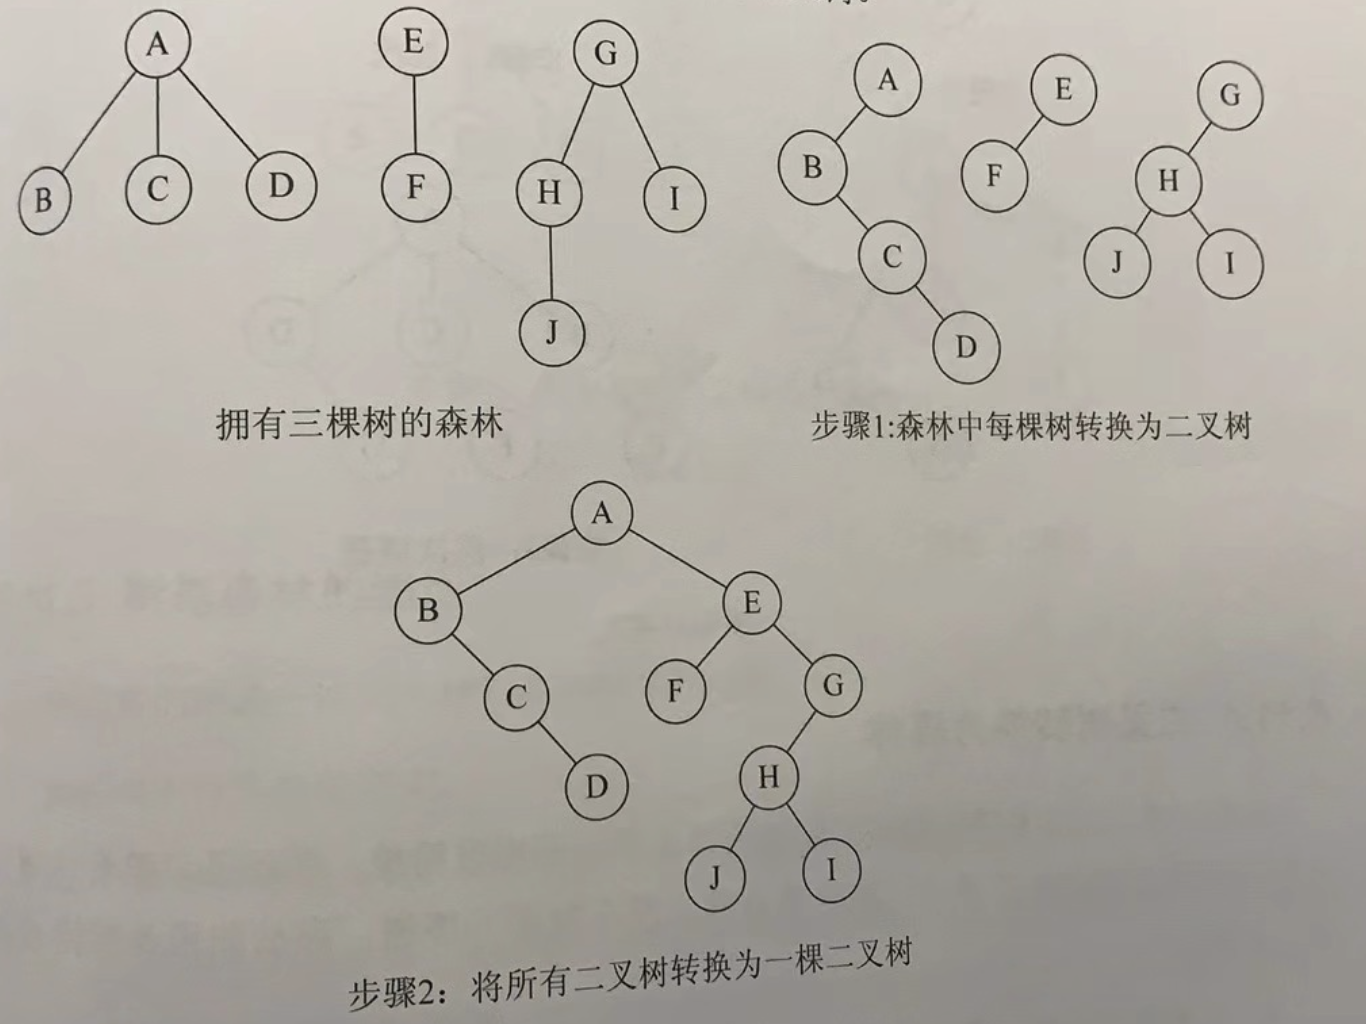 A E G
B C D F H I
J
拥有三棵树的森林
A E G
B F H
C J I
D
步骤1:森林中每棵树转换为二叉树
A
B E
C F G
D H
J I
步骤2：将所有二叉树转换为一棵二叉树